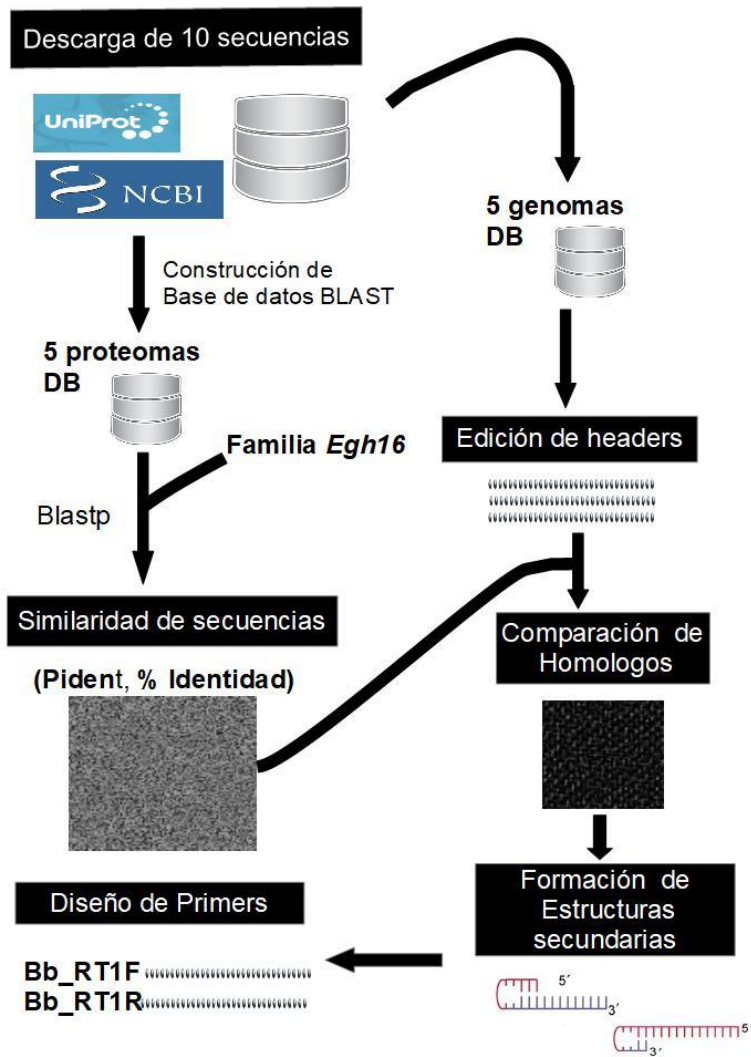 Descarga de 10 secuencias
UniProt
NCBI
5 genomas
DB
Construcción de
Base de datos BLAST
5 proteomas
DB
Familia Egh16
Edición de headers
Blastp
Similaridad de secuencias
Comparación de
Homologos
(Pident, % Identidad)
Formación de
Estructuras
secundarias
Diseño de Primers
Bb_RT1F
Bb_RT1R
5´
3´
5´
3´